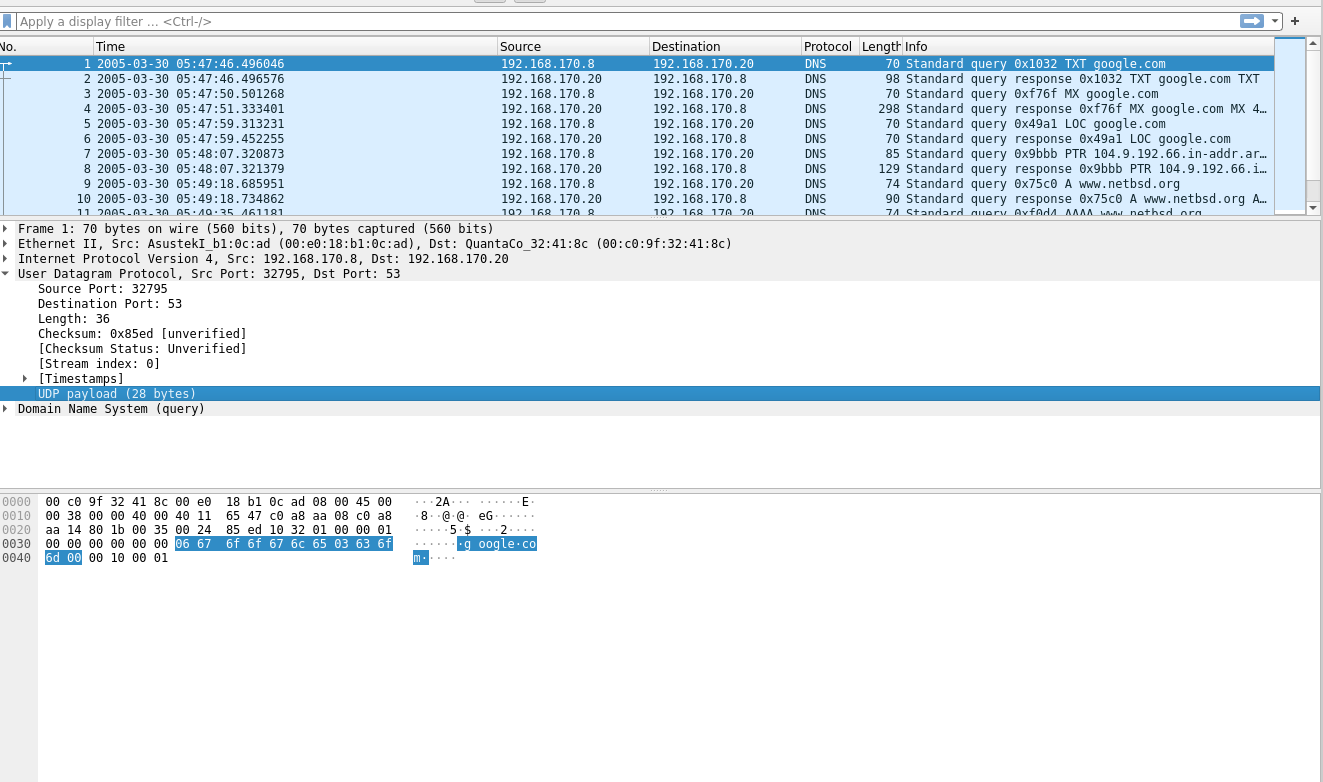 Apply a display filter … <Ctrl-/>
No. Time Source Destination Protocol Length Info
1 2005-03-30 05:47:46.496046 192.168.170.8 192.168.170.20 DNS 70 Standard query 0x1032 TXT google.com
2 2005-03-30 05:47:46.496576 192.168.170.20 192.168.170.8 DNS 98 Standard query response 0x1032 TXT google.com TXT
3 2005-03-30 05:47:50.501268 192.168.170.8 192.168.170.20 DNS 70 Standard query 0xf76f MX google.com
4 2005-03-30 05:47:51.333401 192.168.170.20 192.168.170.8 DNS 298 Standard query response 0xf76f MX google.com MX 4…
5 2005-03-30 05:47:59.313231 192.168.170.8 192.168.170.20 DNS 70 Standard query 0x49a1 LOC google.com
6 2005-03-30 05:47:59.452255 192.168.170.20 192.168.170.8 DNS 70 Standard query response 0x49a1 LOC google.com
7 2005-03-30 05:48:07.320873 192.168.170.8 192.168.170.20 DNS 85 Standard query 0x9bbb PTR 104.9.192.66.in-addr.ar…
8 2005-03-30 05:48:07.321379 192.168.170.20 192.168.170.8 DNS 129 Standard query response 0x9bbb PTR 104.9.192.66.i…
9 2005-03-30 05:49:18.685951 192.168.170.8 192.168.170.20 DNS 74 Standard query 0x75c0 A www.netbsd.org
10 2005-03-30 05:49:18.734862 192.168.170.20 192.168.170.8 DNS 90 Standard query response 0x75c0 A www.netbsd.org A…
11 2005-03-30 05:49:35.461181 192.168.170.8 192.168.170.20 DNS 74 Standard query 0xf0d4 AAAA www.netbsd.org
Frame 1: 70 bytes on wire (560 bits), 70 bytes captured (560 bits)
Ethernet II, Src: AsustekI_b1:0c:ad (00:e0:18:b1:0c:ad), Dst: QuantaCo_32:41:8c (00:c0:9f:32:41:8c)
Internet Protocol Version 4, Src: 192.168.170.8, Dst: 192.168.170.20
User Datagram Protocol, Src Port: 32795, Dst Port: 53
Source Port: 32795
Destination Port: 53
Length: 36
Checksum: 0x85ed [unverified]
[Checksum Status: Unverified]
[Stream index: 0]
[Timestamps]
UDP payload (28 bytes)
Domain Name System (query)
0000 00 c0 9f 32 41 8c 00 e0 18 b1 0c ad 08 00 45 00 ···2A··· ······E·
0010 00 38 00 00 40 00 40 11 65 47 c0 a8 aa 08 c0 a8 ·8··@·@· eG······
0020 aa 14 80 1b 00 35 00 24 85 ed 10 32 01 00 00 01 ·····5·$ ···2····
0030 00 00 00 00 00 00 06 67 6f 6f 67 6c 65 03 63 6f ·······g oogle·co
0040 6d 00 00 10 00 01 m·····